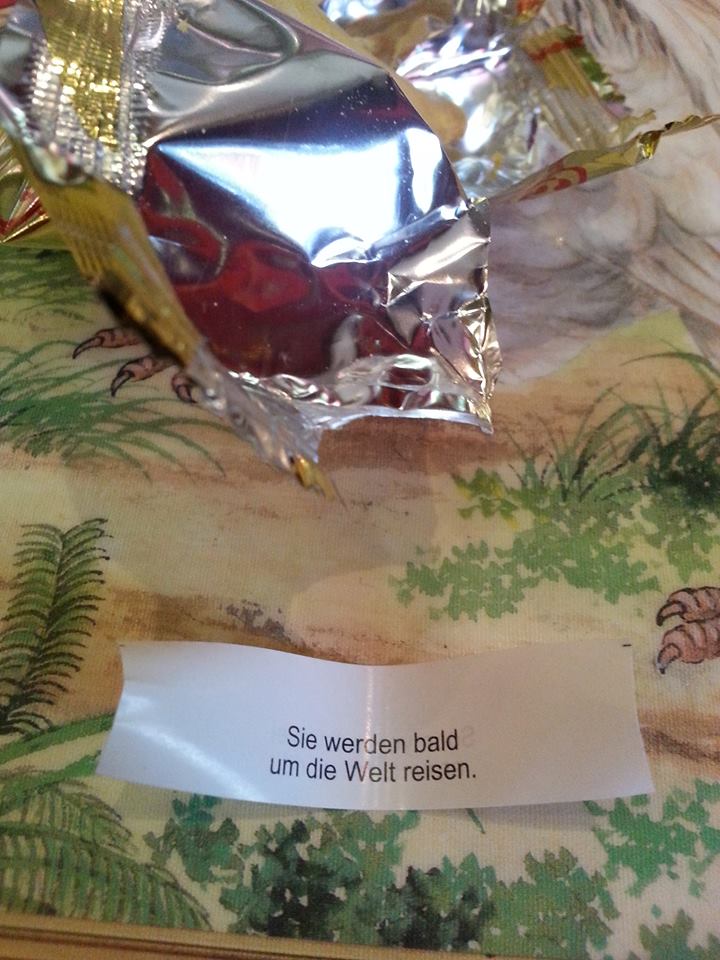 Sie werden bald
um die Welt reisen.